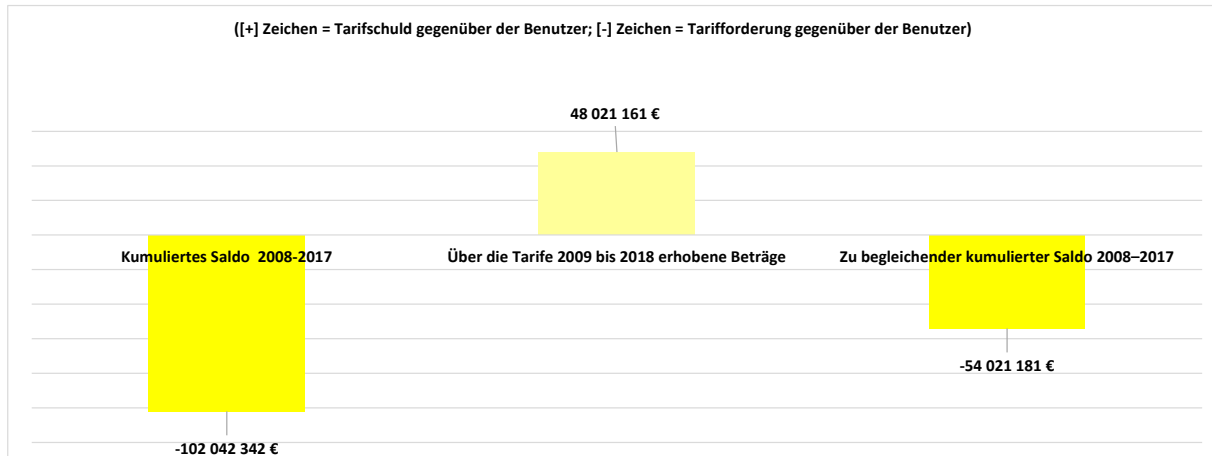 ([+] Zeichen = Tarifschuld gegenüber der Benutzer; [-] Zeichen = Tarifforderung gegenüber der Benutzer)
48 021 161 €
Kumuliertes Saldo 2008-2017
Über die Tarife 2009 bis 2018 erhobene Beträge
Zu begleichender kumulierter Saldo 2008–2017
-54 021 181 €
-102 042 342 €